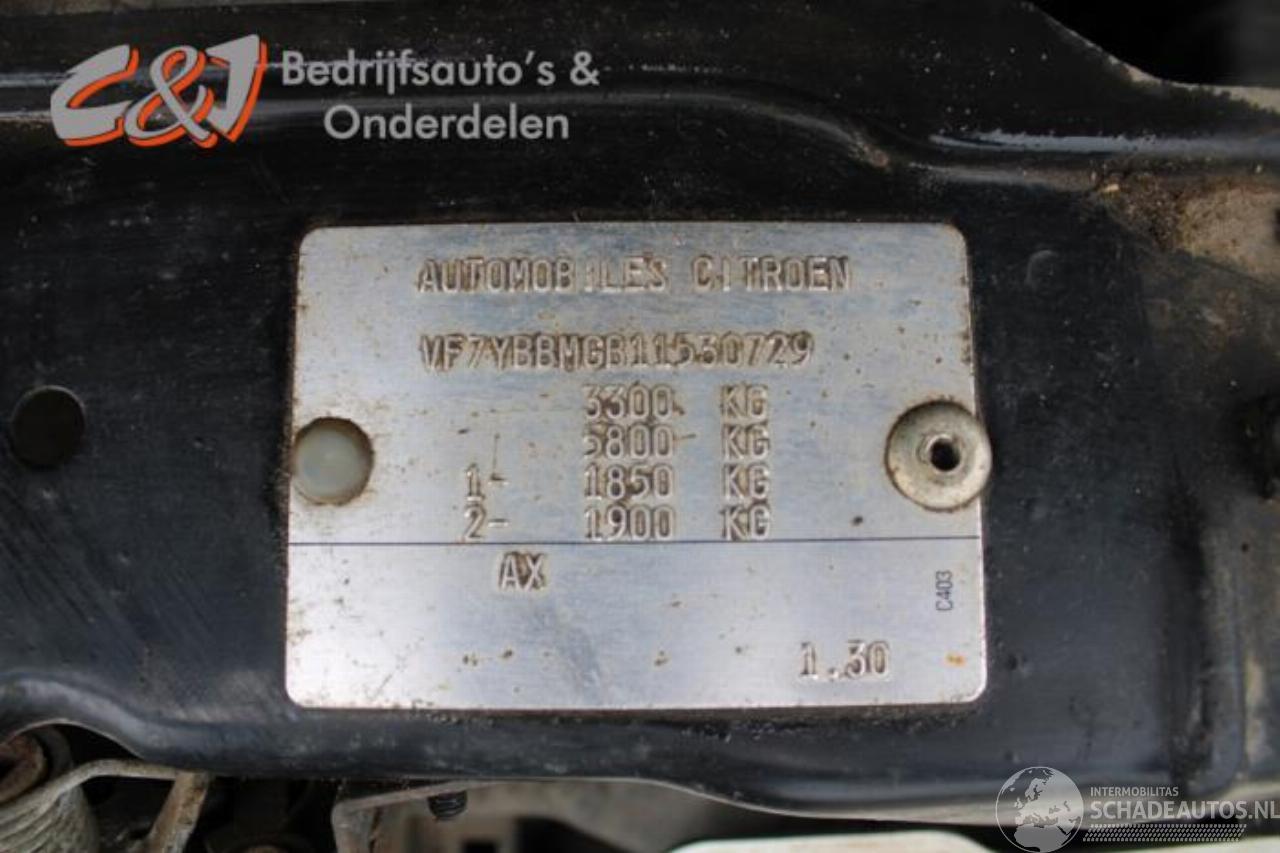 C&J Bedrijfsauto's &
Onderdelen
AUTOMOBILES CITROEN
VF7YBBMGB11530729
3300 KG
5800 KG
1- 1850 KG
2- 1900 KG
AX
C403
1.30
INTERMOBILITAS
SCHADEAUTOS.NL